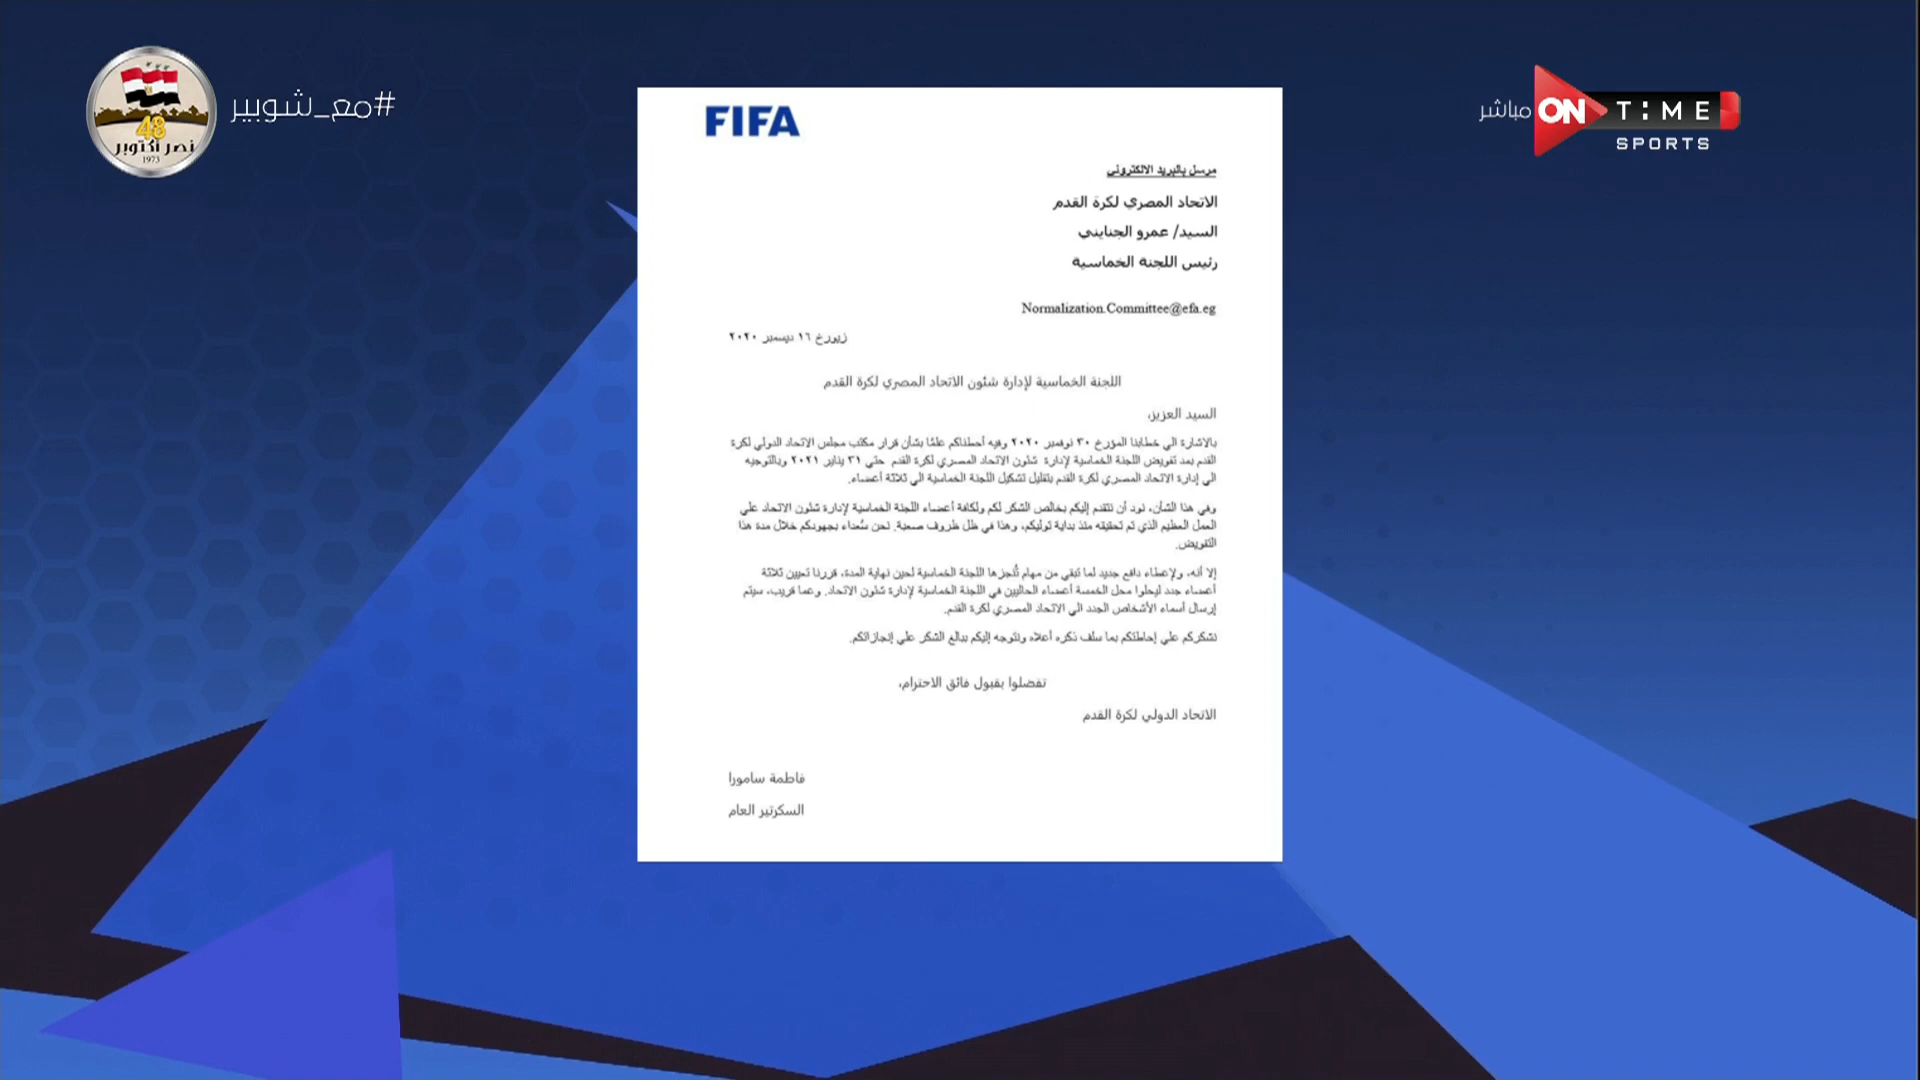 #مع_شوبير
48
نصر أكتوبر
1973
مباشر
ON TIME
SPORTS
FIFA
مرسل بالبريد الالكتروني
الاتحاد المصري لكرة القدم
السيد/ عمرو الجنايني
رئيس اللجنة الخماسية
Normalization.Committee@efa.eg
زيورخ ١٦ ديسمبر ٢٠٢٠
اللجنة الخماسية لإدارة شئون الاتحاد المصري لكرة القدم
السيد العزيز،
بالاشارة الي خطابنا المؤرخ ٣٠ نوفمبر ٢٠٢٠ وفيه أحطناكم علمًا بشأن قرار مكتب مجلس الاتحاد الدولي لكرة
القدم بمد تفويض اللجنة الخماسية لإدارة شئون الاتحاد المصري لكرة القدم حتى ٣١ يناير ٢٠٢١ وبالتوجيه
الي إدارة الاتحاد المصري لكرة القدم بتقليل تشكيل اللجنة الخماسية الي ثلاثة أعضاء.
وفي هذا الشأن، نود أن نتقدم إليكم بخالص الشكر لكم ولكافة أعضاء اللجنة الخماسية لإدارة شئون الاتحاد علي
العمل العظيم الذي تم تحقيقه منذ بداية توليكم، وهذا في ظل ظروف صعبة. نحن سُعداء بجهودكم خلال مدة هذا
التفويض.
إلا أنه، ولإعطاء دافع جديد لما تبقي من مهام تُنجزها اللجنة الخماسية لحين نهاية المدة، قررنا تعيين ثلاثة
أعضاء جدد ليحلوا محل الخمسة أعضاء الحاليين في اللجنة الخماسية لإدارة شئون الاتحاد. وعما قريب، سيتم
إرسال أسماء الأشخاص الجدد الي الاتحاد المصري لكرة القدم.
نشكركم علي إحاطتكم بما سلف ذكره أعلاه ونتوجه إليكم ببالغ الشكر علي إنجازاتكم.
تفضلوا بقبول فائق الاحترام،
الاتحاد الدولي لكرة القدم
فاطمة سامورا
السكرتير العام